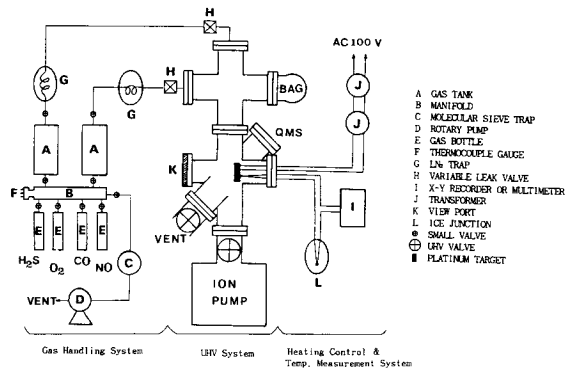 H
AC 100 V
G
H
G
BAG
J
J
QMS
A
A
K
F
B
I
E
E
E
E
VENT
H₂S
O₂
CO
NO
C
L
ION
PUMP
VENT
D
Gas Handling System
UHV System
Heating Control &
Temp. Measurement System
A GAS TANK
B MANIFOLD
C MOLECULAR SIEVE TRAP
D ROTARY PUMP
E GAS BOTTLE
F THERMOCOUPLE GAUGE
G LN₂ TRAP
H VARIABLE LEAK VALVE
I X-Y RECORDER OR MULTIMETER
J TRANSFORMER
K VIEW PORT
L ICE JUNCTION
SMALL VALVE
UHV VALVE
PLATINUM TARGET